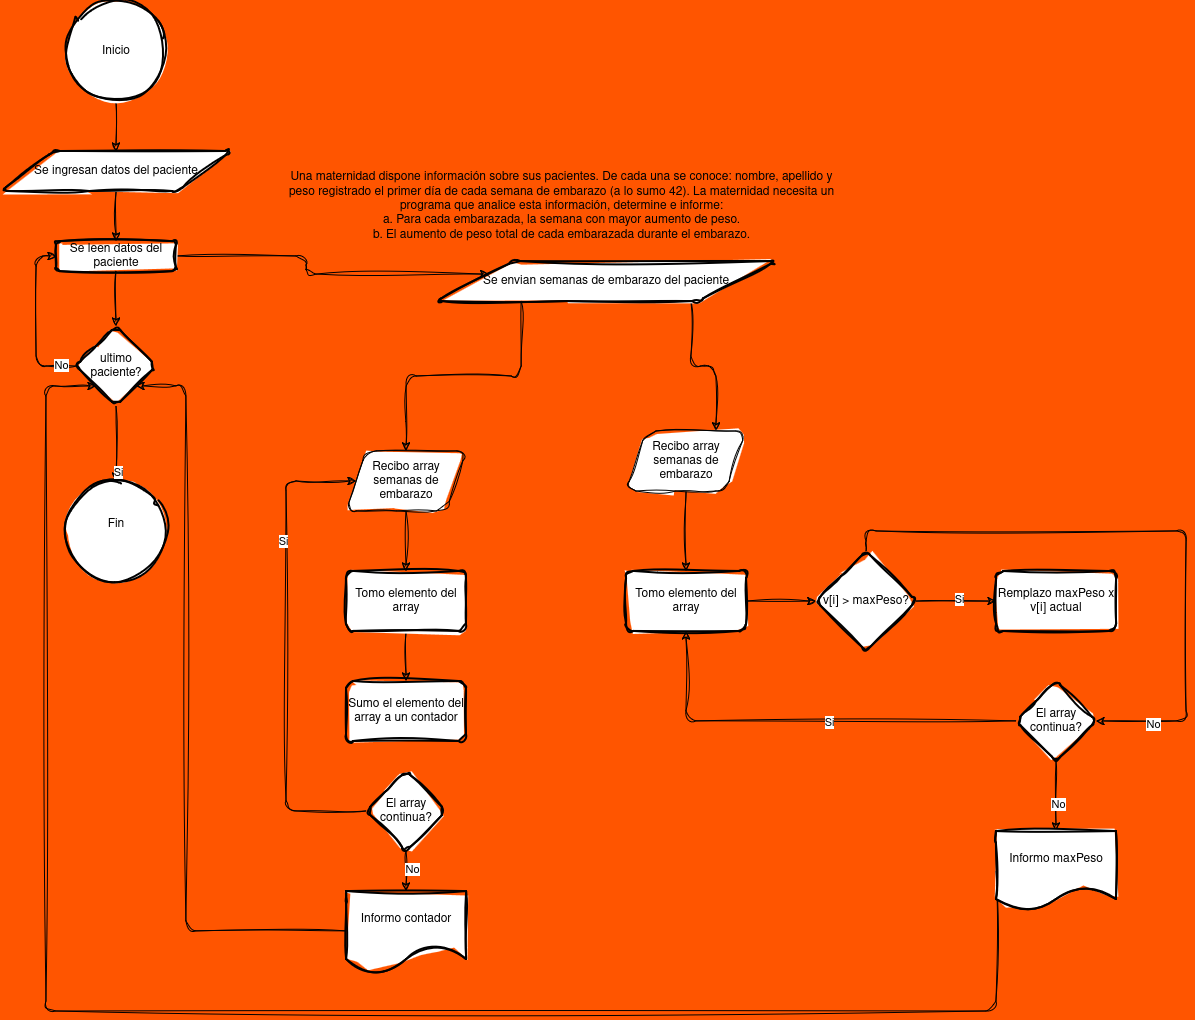 Inicio
Se ingresan datos del paciente
Una maternidad dispone información sobre sus pacientes. De cada una se conoce: nombre, apellido y
peso registrado el primer día de cada semana de embarazo (a lo sumo 42). La maternidad necesita un
programa que analice esta información, determine e informe:
a. Para cada embarazada, la semana con mayor aumento de peso.
b. El aumento de peso total de cada embarazada durante el embarazo.
Se leen datos del
paciente
Se envian semanas de embarazo del paciente
ultimo
paciente?
No
Si
Fin
Recibo array
semanas de
embarazo
Recibo array
semanas de
embarazo
Si
Tomo elemento del
array
Tomo elemento del
array
v[i] > maxPeso?
Si
Remplazo maxPeso x
v[i] actual
Sumo el elemento del
array a un contador
Si
El array
continua?
No
El array
continua?
No
No
Informo maxPeso
Informo contador